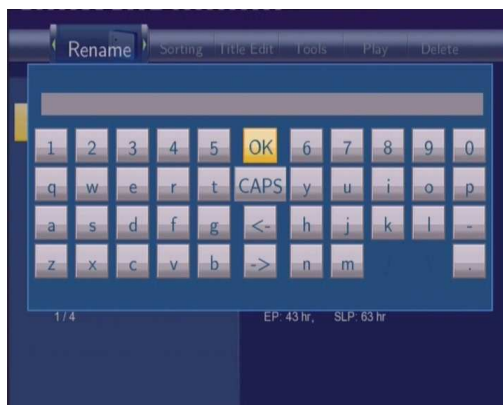 Rename Sorting Title Edit Tools Play Delete
1 2 3 4 5 OK 6 7 8 9 0
q w e r t CAPS y u i o p
a s d f g <- h j k l -
z x c v b -> n m .
1 / 4 EP: 43 hr, SLP: 63 hr